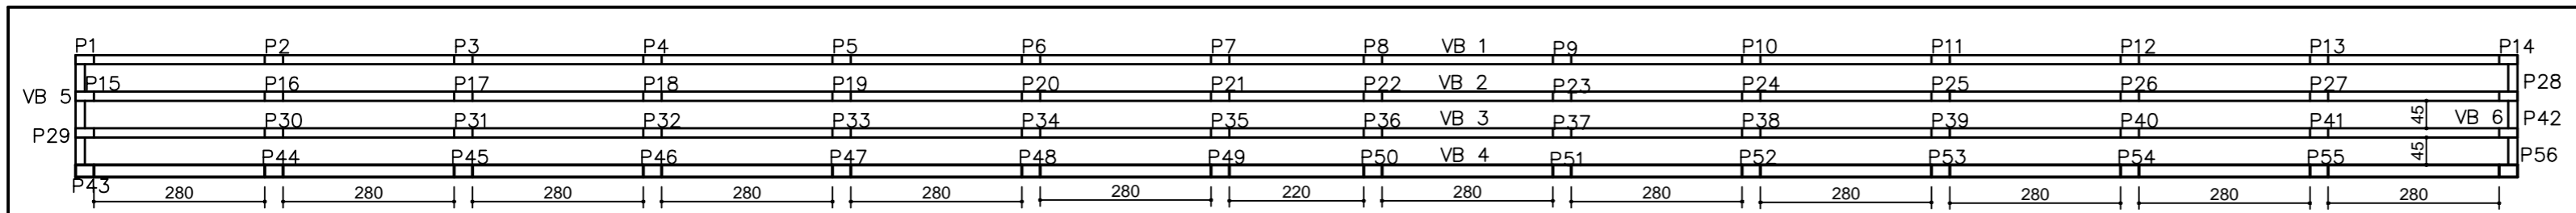 P1 P2 P3 P4 P5 P6 P7 P8 VB 1 P9 P10 P11 P12 P13 P14
P15 P16 P17 P18 P19 P20 P21 P22 VB 2 P23 P24 P25 P26 P27 P28
VB 5
P29 P30 P31 P32 P33 P34 P35 P36 VB 3 P37 P38 P39 P40 P41 45 VB 6 P42
P43 P44 P45 P46 P47 P48 P49 P50 VB 4 P51 P52 P53 P54 P55 45 P56
280 280 280 280 280 280 220 280 280 280 280 280 280